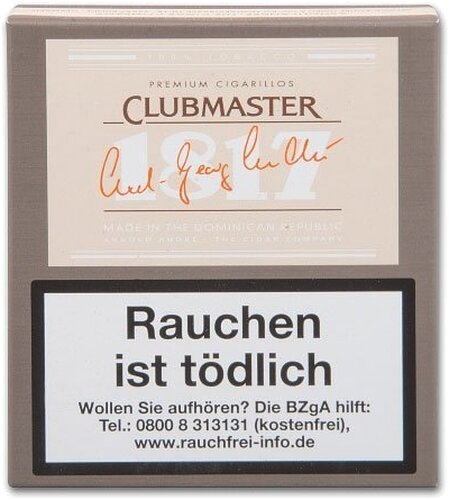 100% TOBACCO
PREMIUM CIGARILLOS
CLUBMASTER
1817
MADE IN THE DOMINICAN REPUBLIC
ARNOLD ANDRÉ · THE CIGAR COMPANY
Rauchen
ist tödlich
Wollen Sie aufhören? Die BZgA hilft:
Tel.: 0800 8 313131 (kostenfrei),
www.rauchfrei-info.de